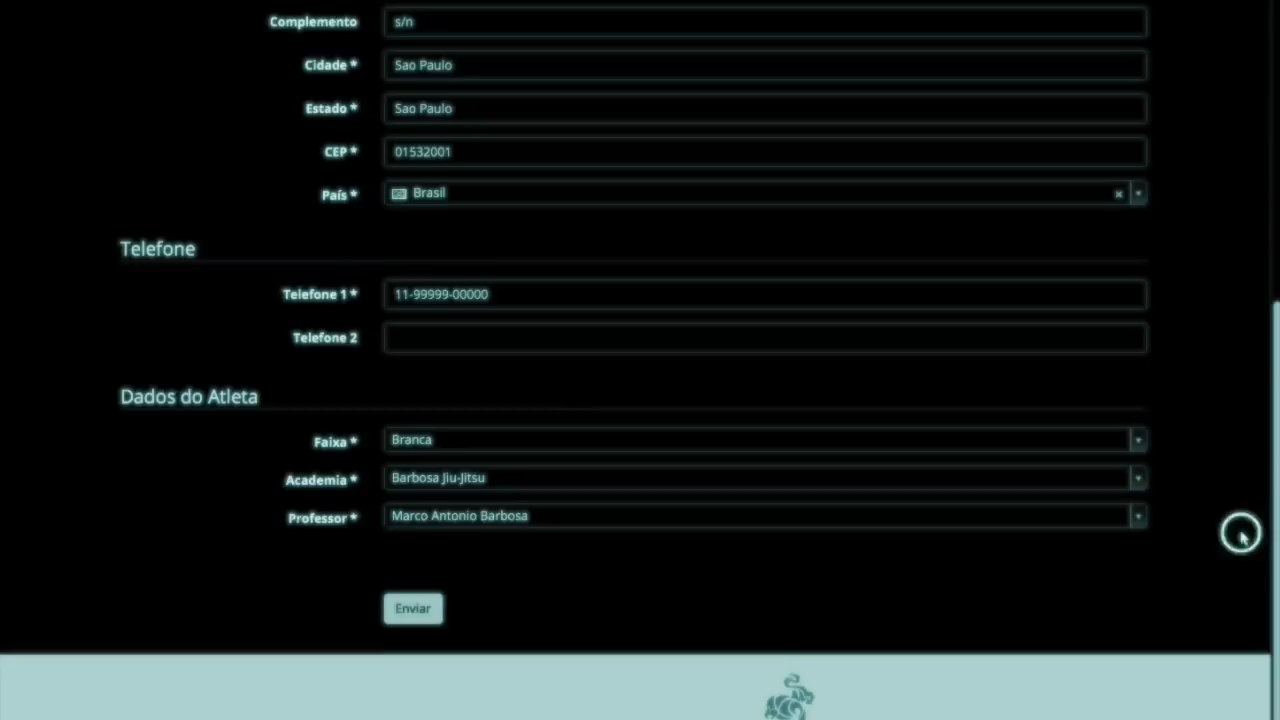 Complemento s/n
Cidade * Sao Paulo
Estado * Sao Paulo
CEP * 01532001
País * Brasil
Telefone
Telefone 1 * 11-99999-00000
Telefone 2
Dados do Atleta
Faixa * Branca
Academia * Barbosa Jiu-Jitsu
Professor * Marco Antonio Barbosa
Enviar